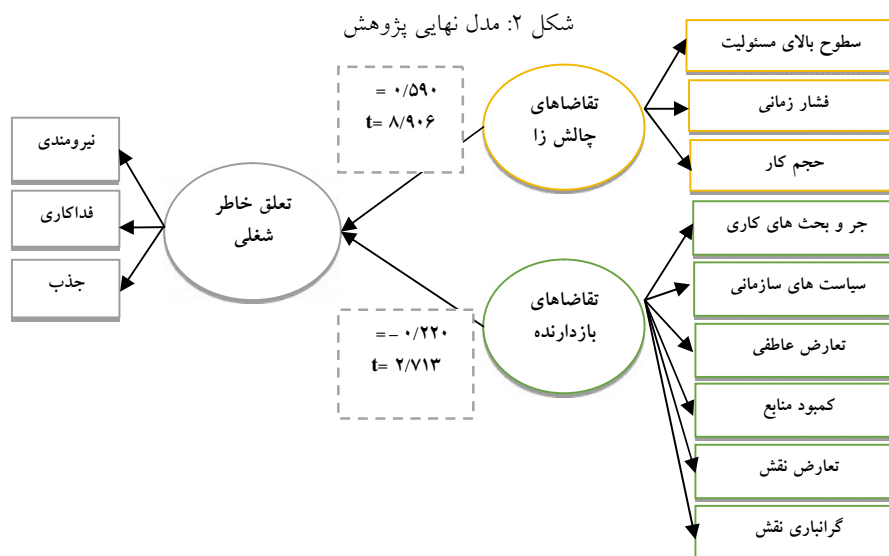 شکل ۲: مدل نهایی پژوهش
سطوح بالای مسئولیت
فشار زمانی
حجم کار
تقاضاهای
چالش زا
= ۰/۵۹۰
t= ۸/۹۰۶
نیرومندی
فداکاری
جذب
تعلق خاطر
شغلی
جر و بحث های کاری
سیاست های سازمانی
تعارض عاطفی
کمبود منابع
تعارض نقش
گرانباری نقش
تقاضاهای
بازدارنده
= – ۰/۲۲۰
t= ۲/۷۱۳